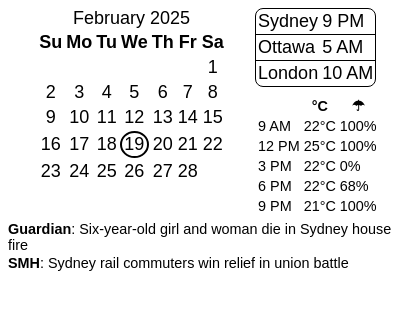 February 2025
Su Mo Tu We Th Fr Sa
1
2 3 4 5 6 7 8
9 10 11 12 13 14 15
16 17 18 19 20 21 22
23 24 25 26 27 28
Sydney 9 PM
Ottawa 5 AM
London 10 AM
°C ☂
9 AM 22°C 100%
12 PM 25°C 100%
3 PM 22°C 0%
6 PM 22°C 68%
9 PM 21°C 100%
Guardian: Six-year-old girl and woman die in Sydney house
fire
SMH: Sydney rail commuters win relief in union battle